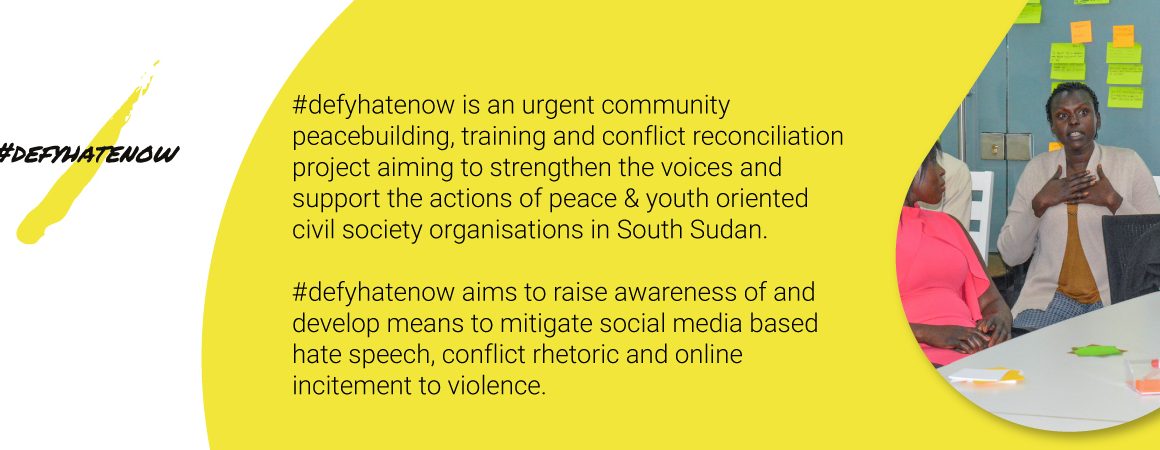 #DEFYHATENOW
#defyhatenow is an urgent community
peacebuilding, training and conflict reconciliation
project aiming to strengthen the voices and
support the actions of peace & youth oriented
civil society organisations in South Sudan.
#defyhatenow aims to raise awareness of and
develop means to mitigate social media based
hate speech, conflict rhetoric and online
incitement to violence.